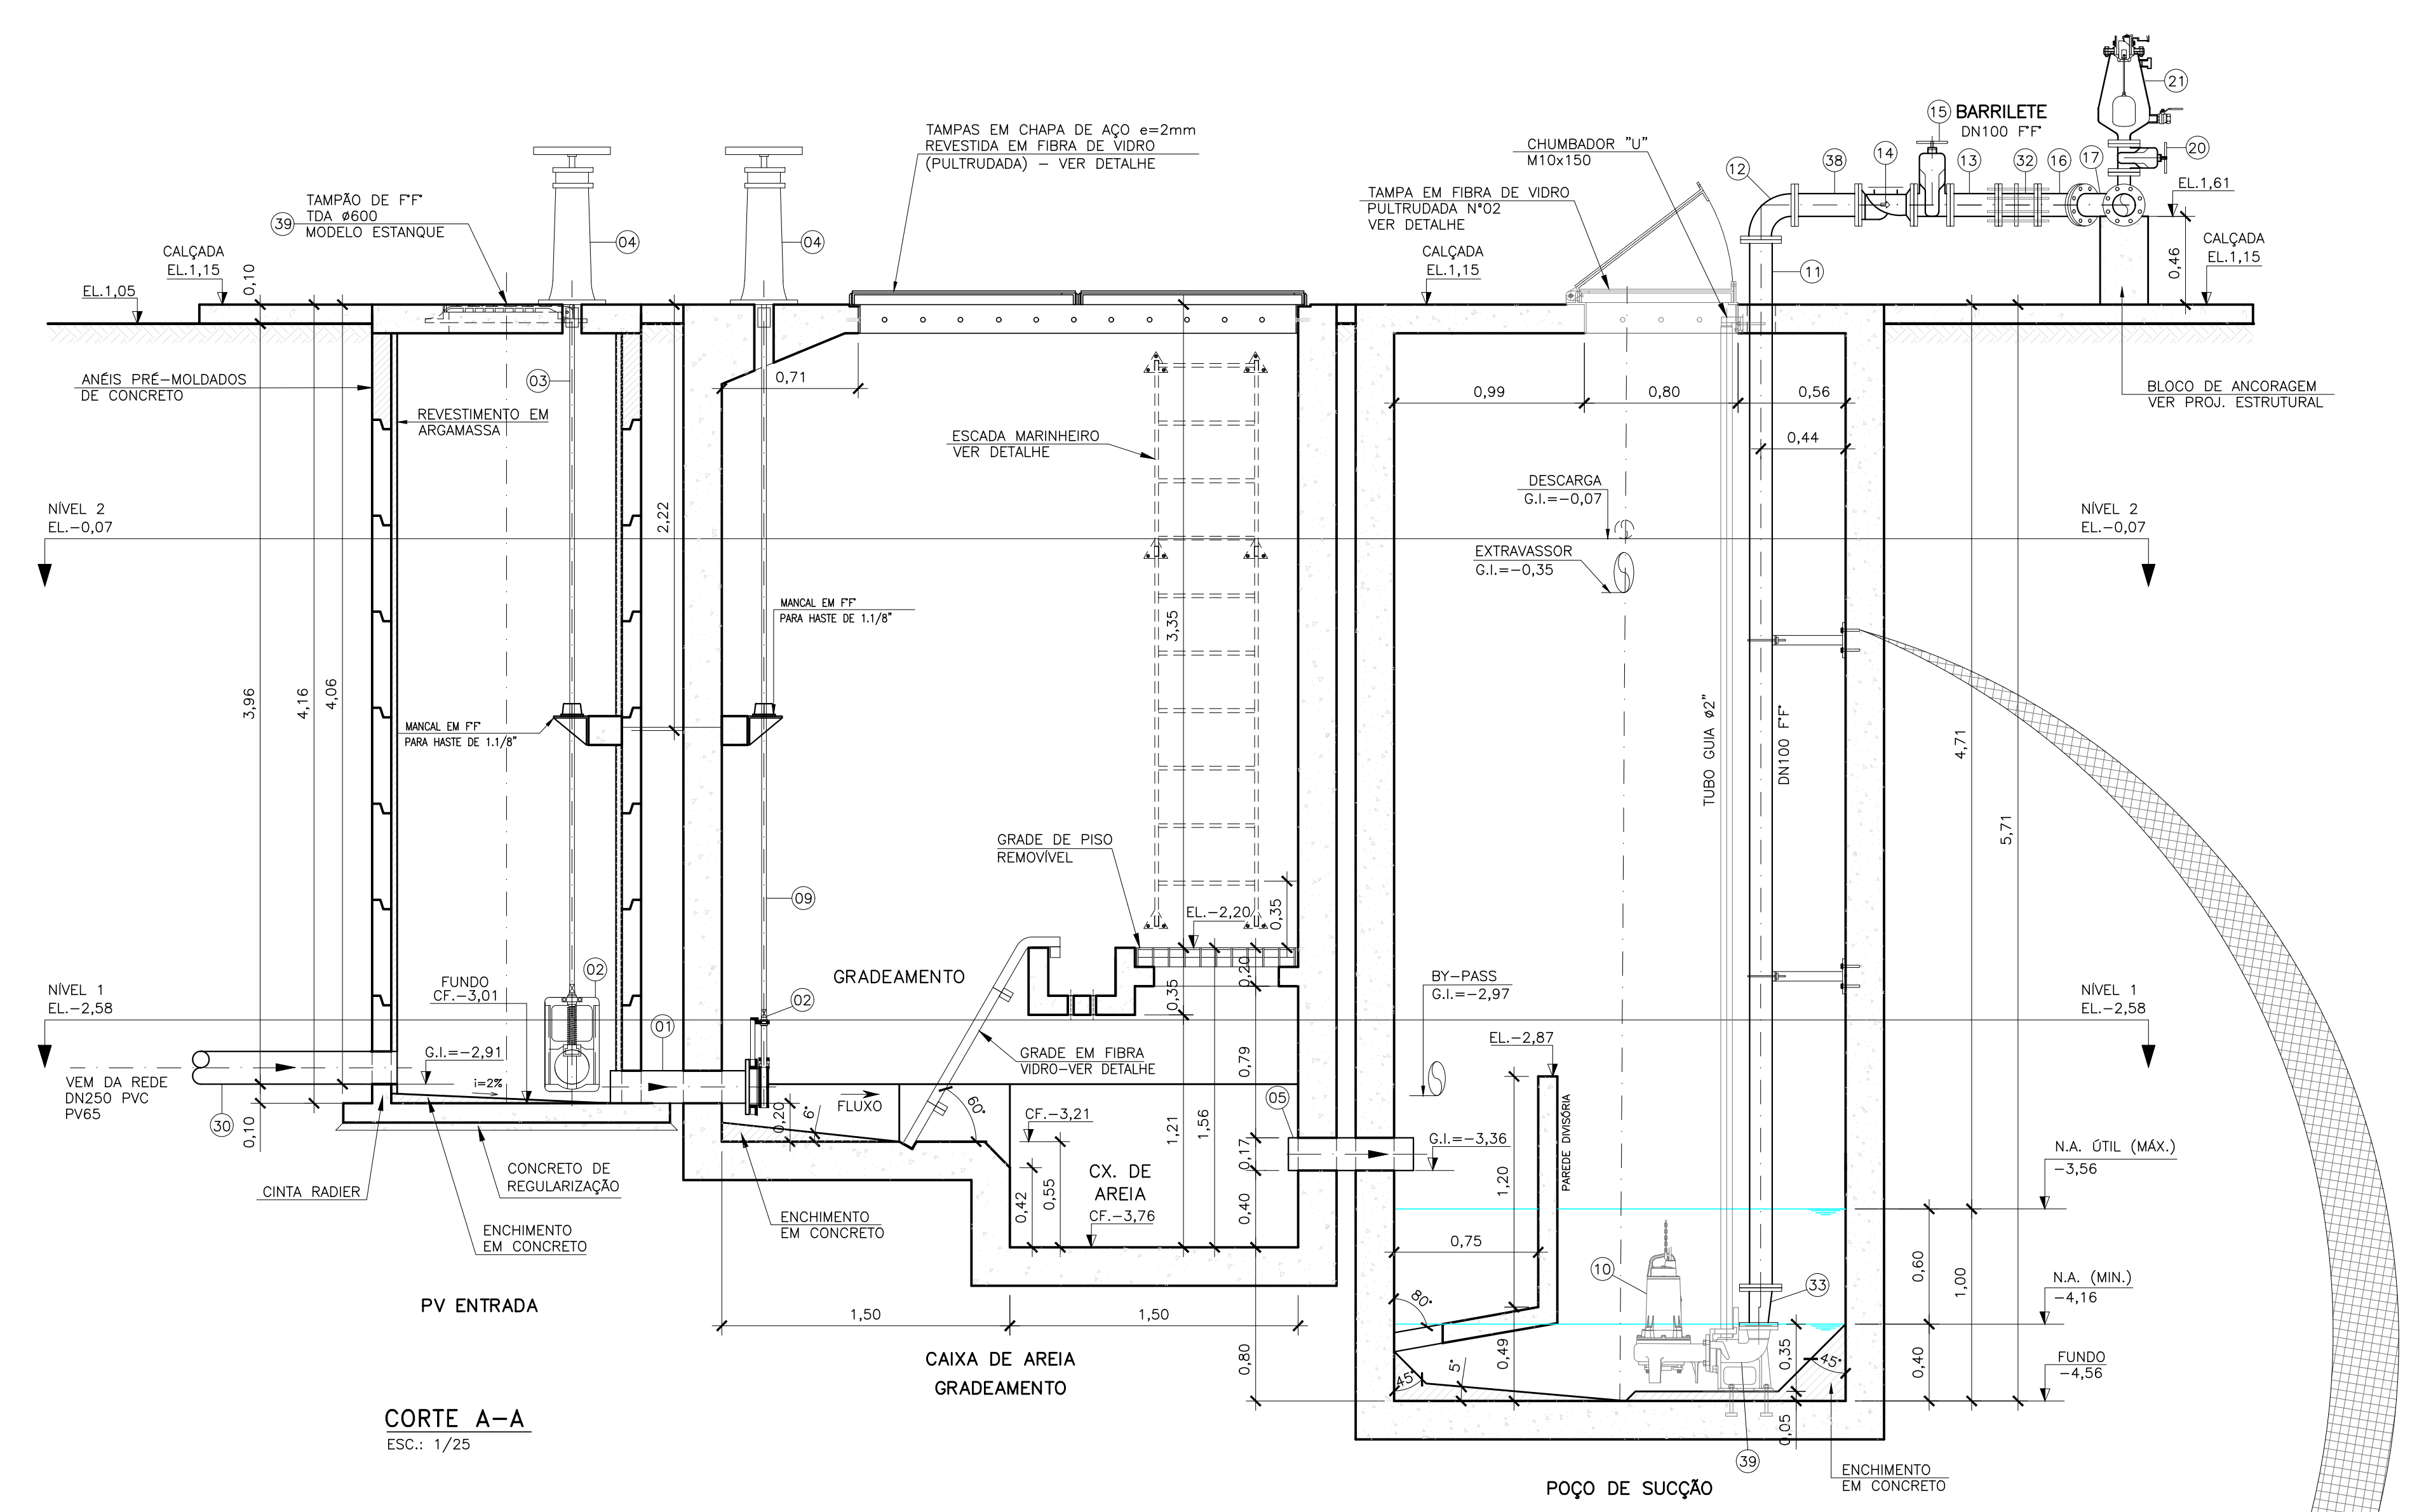 TAMPAS EM CHAPA DE AÇO e=2mm
REVESTIDA EM FIBRA DE VIDRO
(PULTRUDADA) – VER DETALHE
CHUMBADOR "U"
M10x150
15
BARRILETE
DN100 F°F°
21
20
12
38
14
13
32
16
17
EL.1,61
TAMPÃO DE F°F°
39
TDA ø600
MODELO ESTANQUE
04
04
TAMPA EM FIBRA DE VIDRO
PULTRUDADA N°02
VER DETALHE
CALÇADA
EL.1,15
0,10
EL.1,05
CALÇADA
EL.1,15
11
0,46
CALÇADA
EL.1,15
ANÉIS PRÉ-MOLDADOS
DE CONCRETO
03
0,71
0,99
0,80
0,56
BLOCO DE ANCORAGEM
VER PROJ. ESTRUTURAL
REVESTIMENTO EM
ARGAMASSA
ESCADA MARINHEIRO
VER DETALHE
0,44
DESCARGA
G.I.=-0,07
NÍVEL 2
EL.-0,07
2,22
NÍVEL 2
EL.-0,07
EXTRAVASSOR
G.I.=-0,35
MANCAL EM F°F°
PARA HASTE DE 1.1/8"
3,35
3,96
4,16
4,06
MANCAL EM F°F°
PARA HASTE DE 1.1/8"
TUBO GUIA ø2"
DN100 F°F°
4,71
5,71
GRADE DE PISO
REMOVÍVEL
09
EL.-2,20
0,35
GRADEAMENTO
0,20
0,35
FUNDO
CF.-3,01
02
02
BY-PASS
G.I.=-2,97
NÍVEL 1
EL.-2,58
NÍVEL 1
EL.-2,58
01
G.I.=-2,91
i=2%
GRADE EM FIBRA
VIDRO-VER DETALHE
0,79
EL.-2,87
VEM DA REDE
DN250 PVC
PV65
30
0,10
FLUXO
0,20
6°
60°
CF.-3,21
1,21
1,56
05
0,17
G.I.=-3,36
PAREDE DIVISÓRIA
1,20
N.A. ÚTIL (MÁX.)
-3,56
CONCRETO DE
REGULARIZAÇÃO
CINTA RADIER
CX. DE
AREIA
CF.-3,76
0,42
0,55
0,40
ENCHIMENTO
EM CONCRETO
ENCHIMENTO
EM CONCRETO
0,75
10
33
0,60
1,00
N.A. (MIN.)
-4,16
PV ENTRADA
1,50
1,50
80°
0,80
0,49
5°
45°
0,35
45°
0,40
FUNDO
-4,56
CAIXA DE AREIA
GRADEAMENTO
0,05
CORTE A-A
ESC.: 1/25
39
ENCHIMENTO
EM CONCRETO
POÇO DE SUCÇÃO